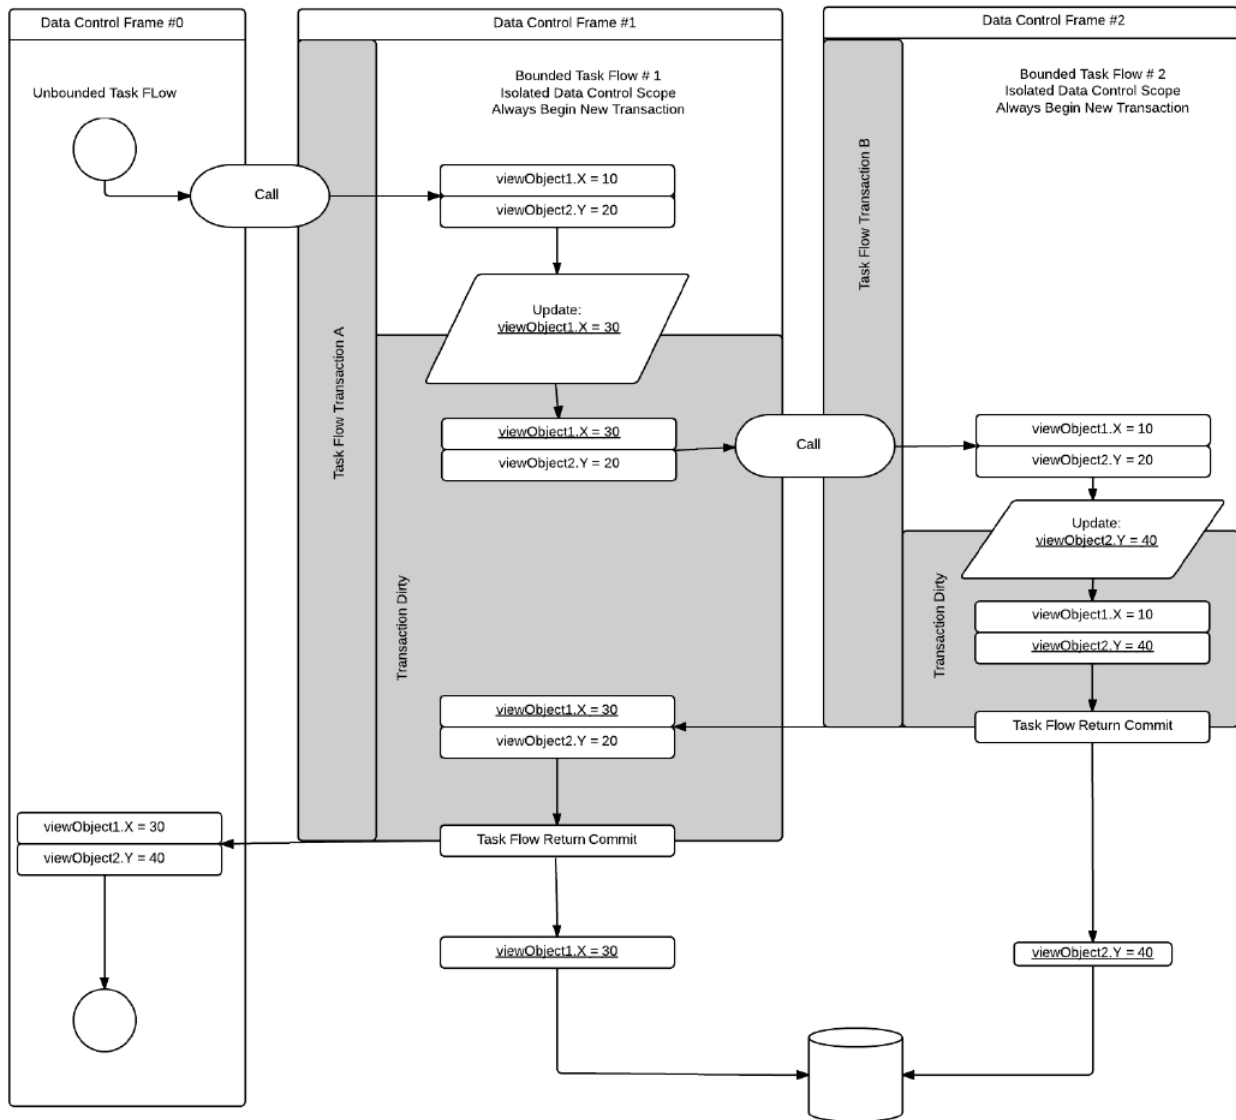 Data Control Frame #0
Data Control Frame #1
Data Control Frame #2
Unbounded Task FLow
Bounded Task Flow # 1
Isolated Data Control Scope
Always Begin New Transaction
Bounded Task Flow # 2
Isolated Data Control Scope
Always Begin New Transaction
Call
viewObject1.X = 10
viewObject2.Y = 20
Task Flow Transaction B
Update:
viewObject1.X = 30
Task Flow Transaction A
viewObject1.X = 30
viewObject2.Y = 20
Call
viewObject1.X = 10
viewObject2.Y = 20
Update:
viewObject2.Y = 40
Transaction Dirty
Transaction Dirty
viewObject1.X = 10
viewObject2.Y = 40
viewObject1.X = 30
viewObject2.Y = 20
Task Flow Return Commit
viewObject1.X = 30
viewObject2.Y = 40
Task Flow Return Commit
viewObject1.X = 30
viewObject2.Y = 40